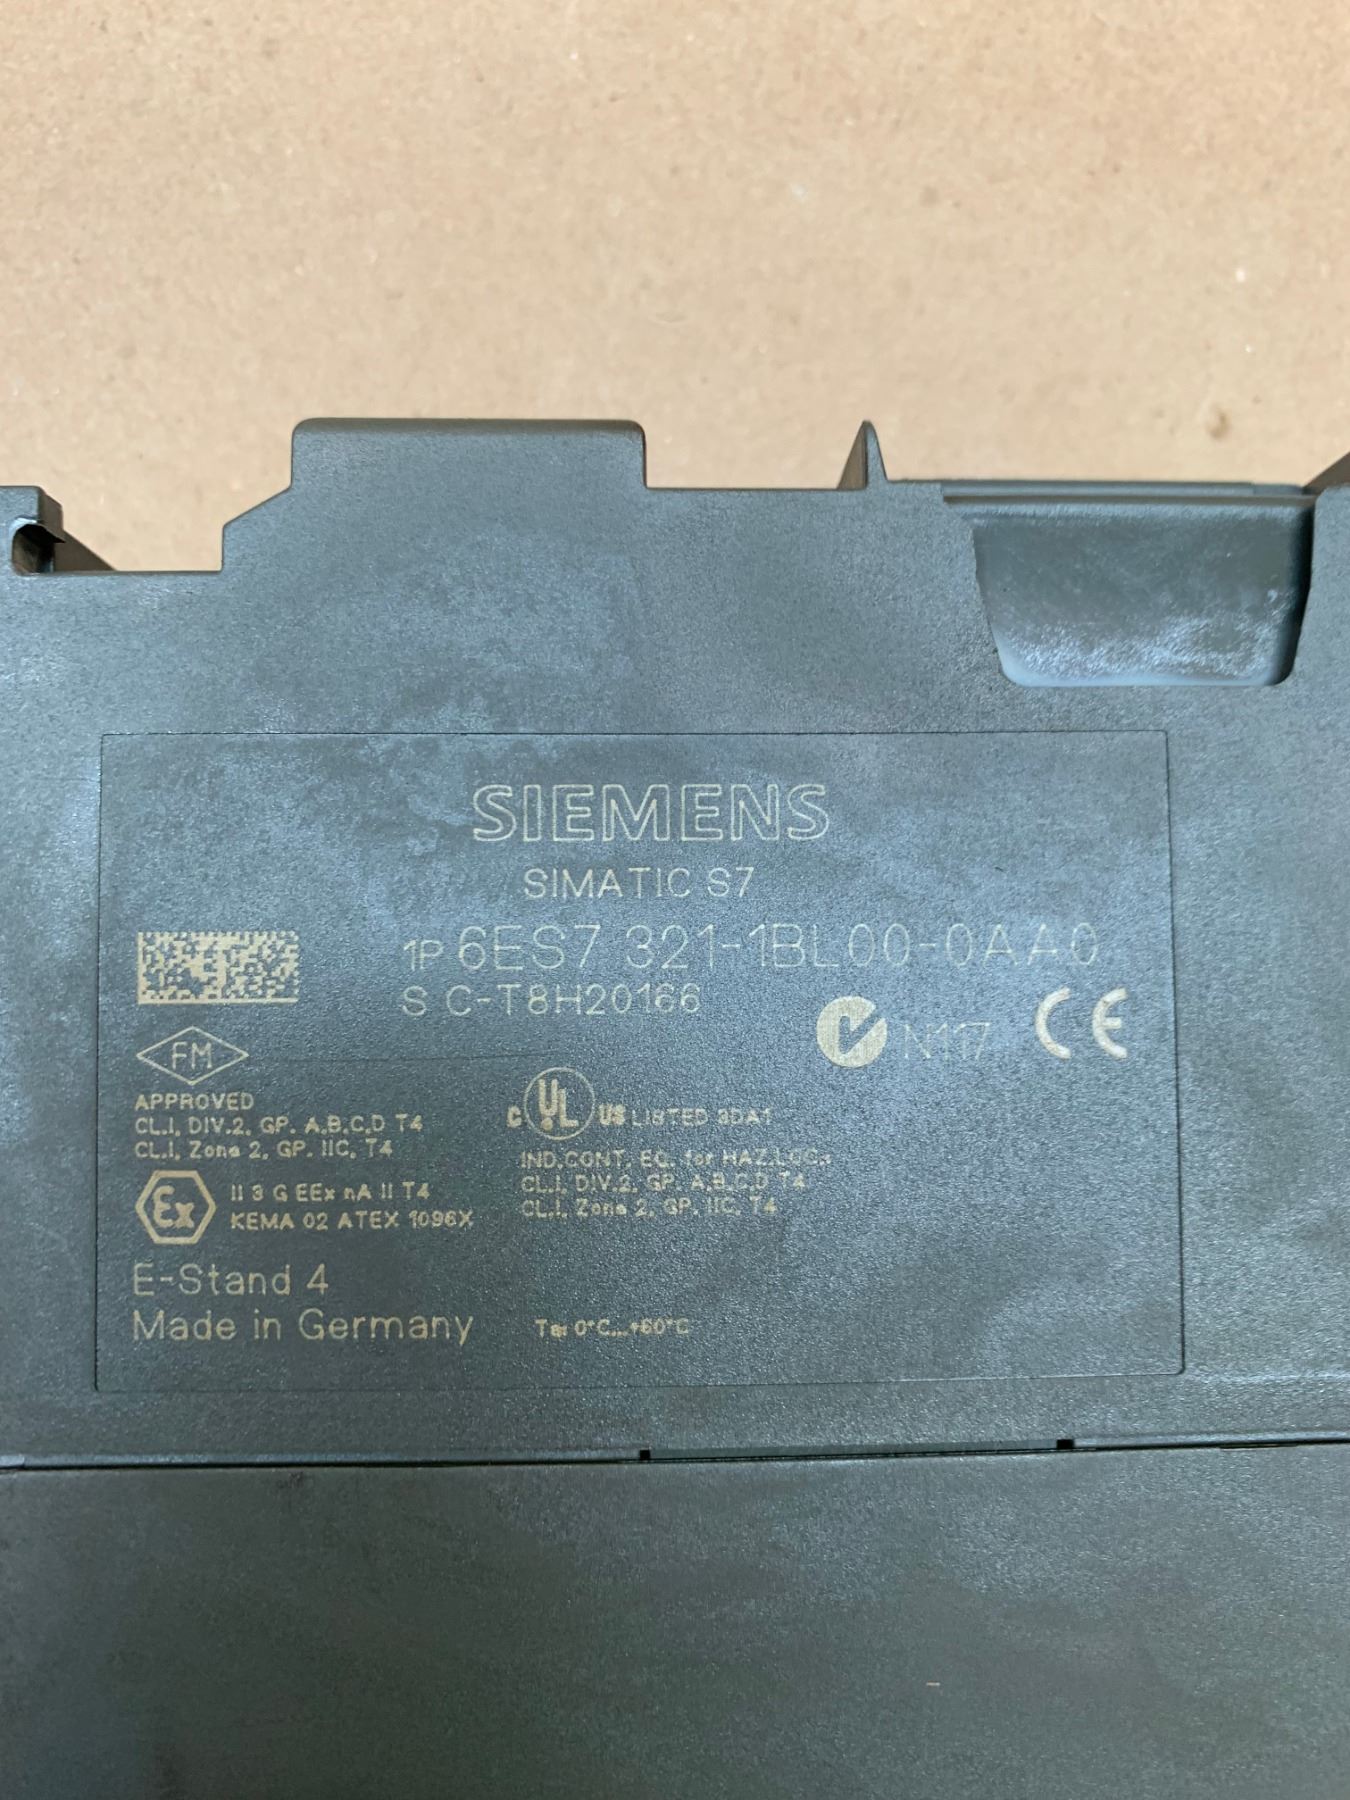 SIEMENS
SIMATIC S7
1P 6ES7 321-1BL00-0AA0
S C-T8H20166
N117 CE
FM
APPROVED
CL.I, DIV.2, GP. A,B,C,D T4
CL.I, Zone 2, GP. IIC, T4
C UL US LISTED 3DA1
IND.CONT. EQ. for HAZ.LOC.
CL.I, DIV.2, GP. A,B,C,D T4
CL.I, Zone 2, GP. IIC, T4
Ex II 3 G EEx nA II T4
KEMA 02 ATEX 1096X
E-Stand 4
Made in Germany
Ta: 0°C...+60°C